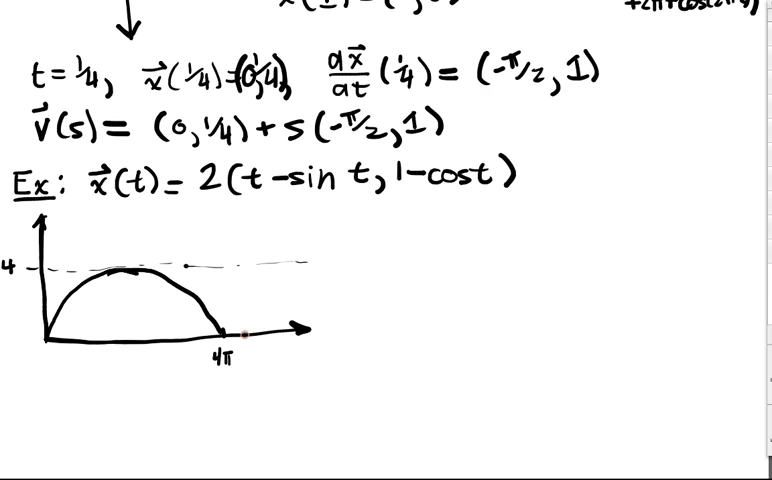 t = 1/4, x⃗(1/4) = (0,1/4), dx⃗/dt (1/4) = (-π/2, 1)
v⃗(s) = (0, 1/4) + s(-π/2, 1)
Ex: x⃗(t) = 2(t - sin t, 1 - cos t)
4
4π